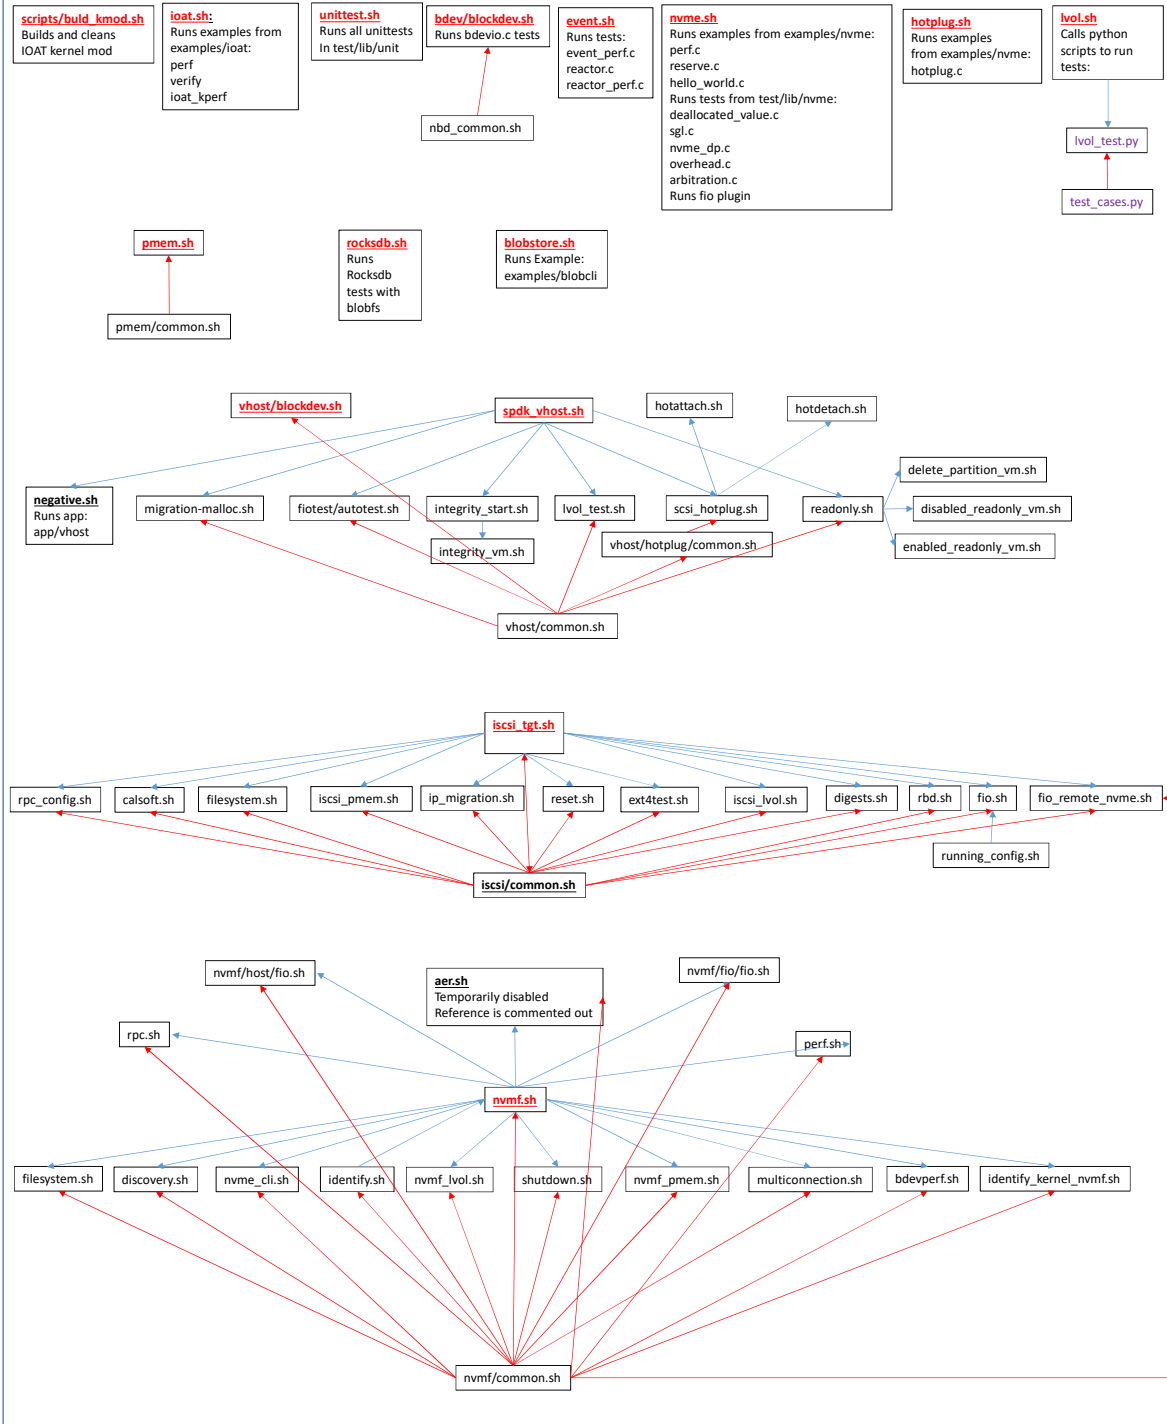 scripts/buld_kmod.sh
Builds and cleans
IOAT kernel mod
ioat.sh:
Runs examples from
examples/ioat:
perf
verify
ioat_kperf
unittest.sh
Runs all unittests
In test/lib/unit
bdev/blockdev.sh
Runs bdevio.c tests
nbd_common.sh
event.sh
Runs tests:
event_perf.c
reactor.c
reactor_perf.c
nvme.sh
Runs examples from examples/nvme:
perf.c
reserve.c
hello_world.c
Runs tests from test/lib/nvme:
deallocated_value.c
sgl.c
nvme_dp.c
overhead.c
arbitration.c
Runs fio plugin
hotplug.sh
Runs examples
from examples/nvme:
hotplug.c
lvol.sh
Calls python
scripts to run
tests:
lvol_test.py
test_cases.py
pmem.sh
pmem/common.sh
rocksdb.sh
Runs
Rocksdb
tests with
blobfs
blobstore.sh
Runs Example:
examples/blobcli
vhost/blockdev.sh
spdk_vhost.sh
hotattach.sh
hotdetach.sh
negative.sh
Runs app:
app/vhost
migration-malloc.sh
fiotest/autotest.sh
integrity_start.sh
integrity_vm.sh
lvol_test.sh
scsi_hotplug.sh
vhost/hotplug/common.sh
readonly.sh
delete_partition_vm.sh
disabled_readonly_vm.sh
enabled_readonly_vm.sh
vhost/common.sh
iscsi_tgt.sh
rpc_config.sh
calsoft.sh
filesystem.sh
iscsi_pmem.sh
ip_migration.sh
reset.sh
ext4test.sh
iscsi_lvol.sh
digests.sh
rbd.sh
fio.sh
fio_remote_nvme.sh
running_config.sh
iscsi/common.sh
nvmf/host/fio.sh
aer.sh
Temporarily disabled
Reference is commented out
nvmf/fio/fio.sh
rpc.sh
perf.sh
nvmf.sh
filesystem.sh
discovery.sh
nvme_cli.sh
identify.sh
nvmf_lvol.sh
shutdown.sh
nvmf_pmem.sh
multiconnection.sh
bdevperf.sh
identify_kernel_nvmf.sh
nvmf/common.sh